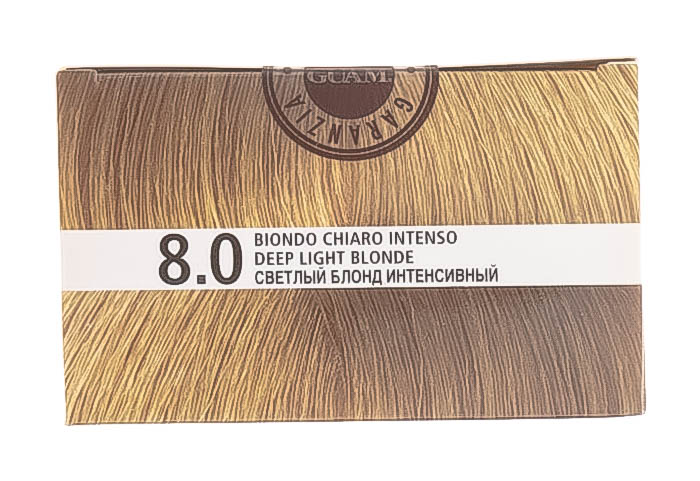 GUAM
GARANZIA
8.0
BIONDO CHIARO INTENSO
DEEP LIGHT BLONDE
СВЕТЛЫЙ БЛОНД ИНТЕНСИВНЫЙ